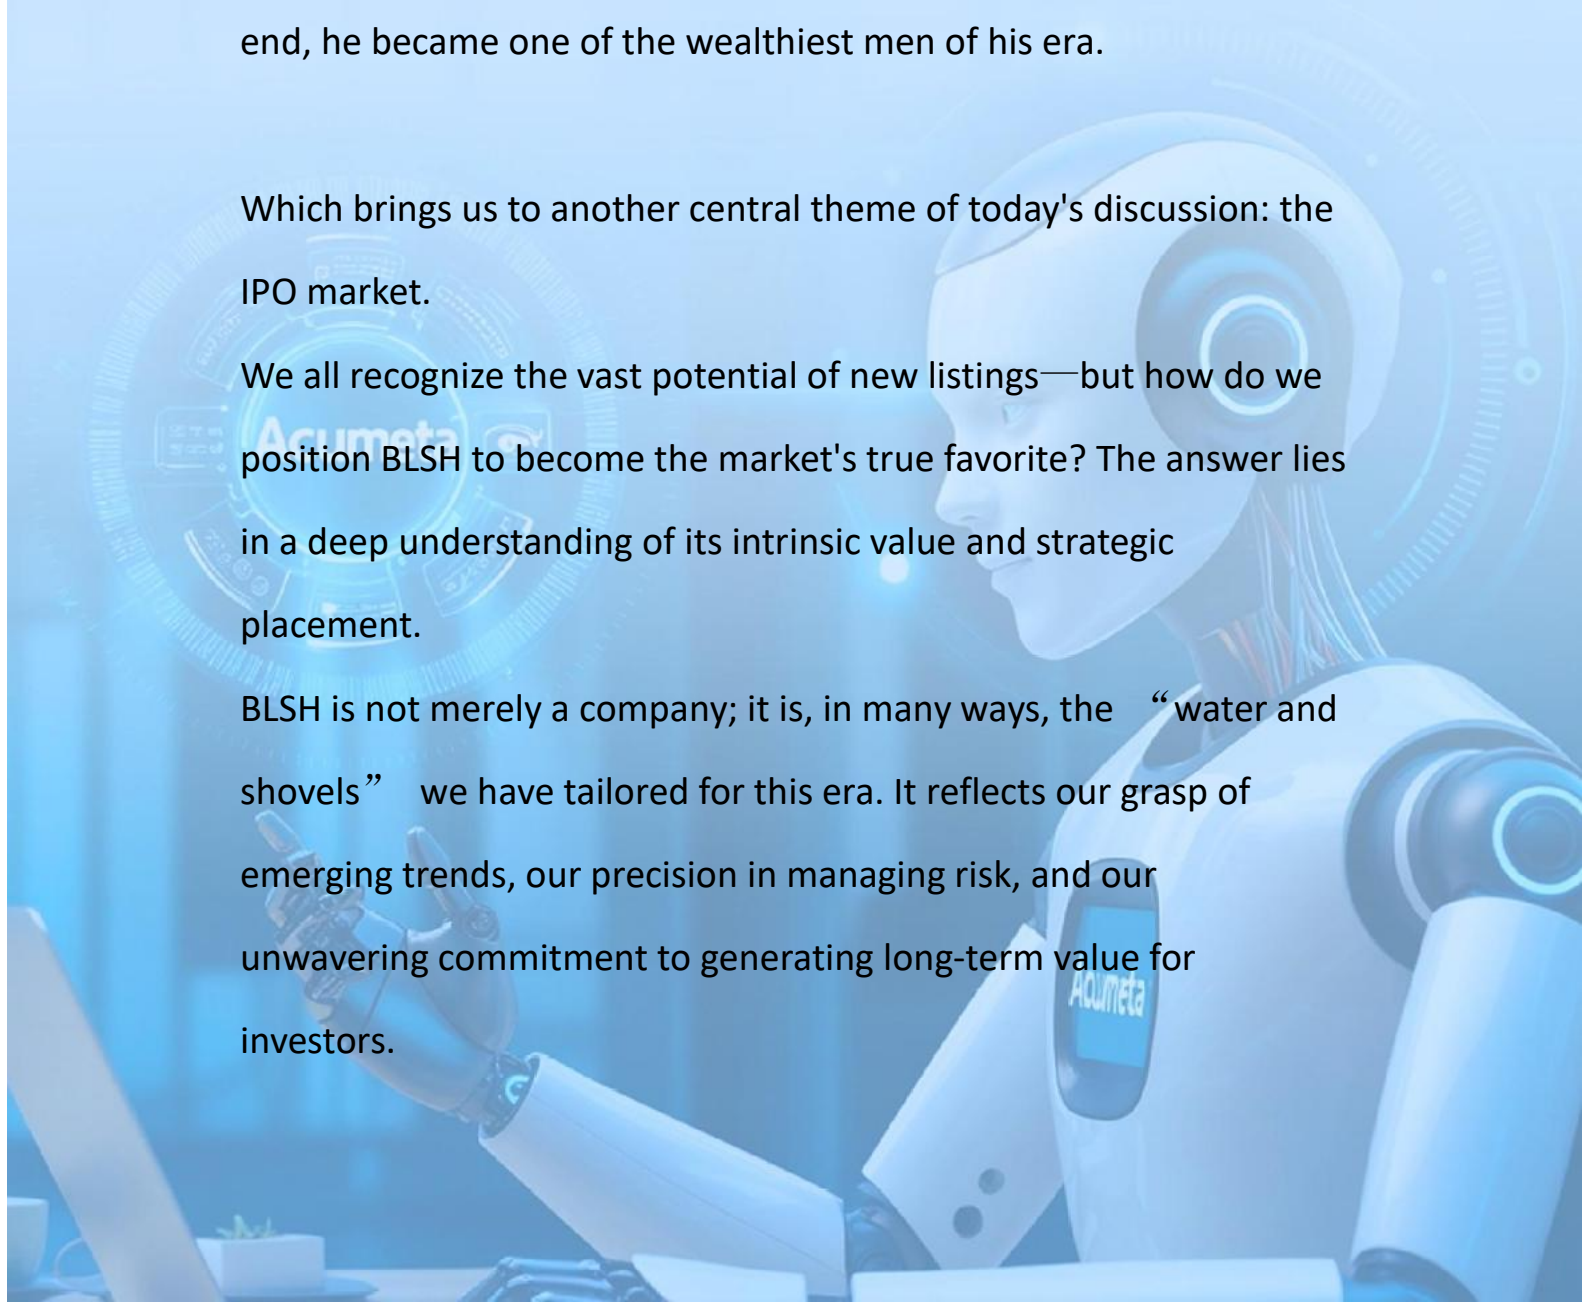 end, he became one of the wealthiest men of his era.
Which brings us to another central theme of today's discussion: the
IPO market.
We all recognize the vast potential of new listings—but how do we
Acumeta
position BLSH to become the market's true favorite? The answer lies
in a deep understanding of its intrinsic value and strategic
placement.
BLSH is not merely a company; it is, in many ways, the “water and
shovels” we have tailored for this era. It reflects our grasp of
emerging trends, our precision in managing risk, and our
unwavering commitment to generating long-term value for
Acumeta
investors.